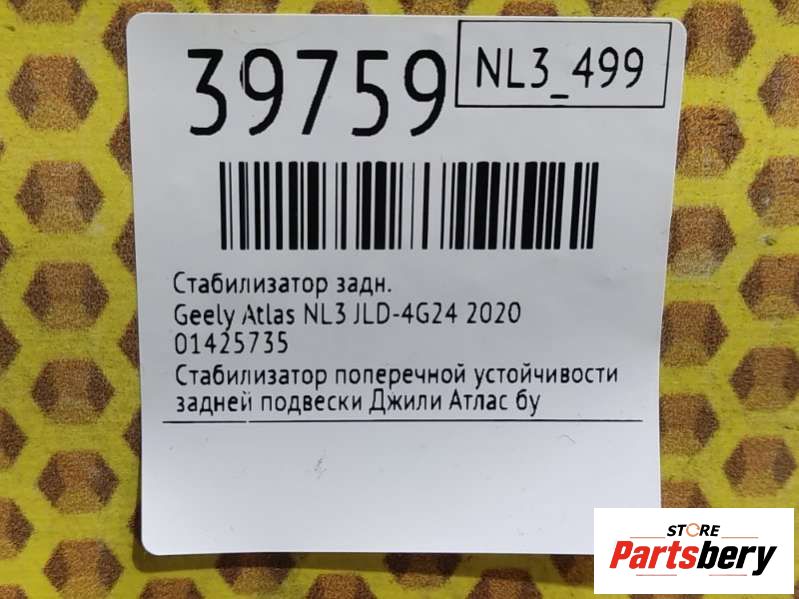 39759
NL3_499
Стабилизатор задн.
Geely Atlas NL3 JLD-4G24 2020
01425735
Стабилизатор поперечной устойчивости
задней подвески Джили Атлас бу
STORE
Partsbery